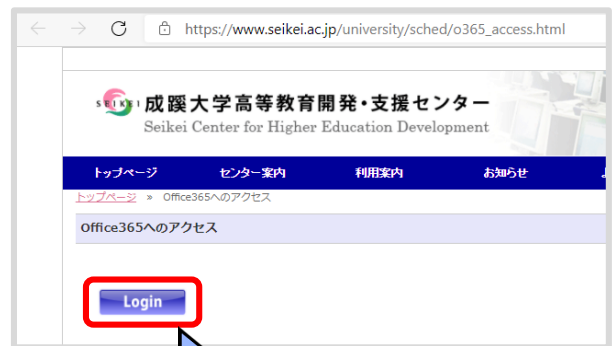 https://www.seikei.ac.jp/university/sched/o365_access.html
SEIKEI 成蹊大学高等教育開発・支援センター
Seikei Center for Higher Education Development
トップページ センター案内 利用案内 お知らせ
トップページ » Office365へのアクセス
Office365へのアクセス
Login